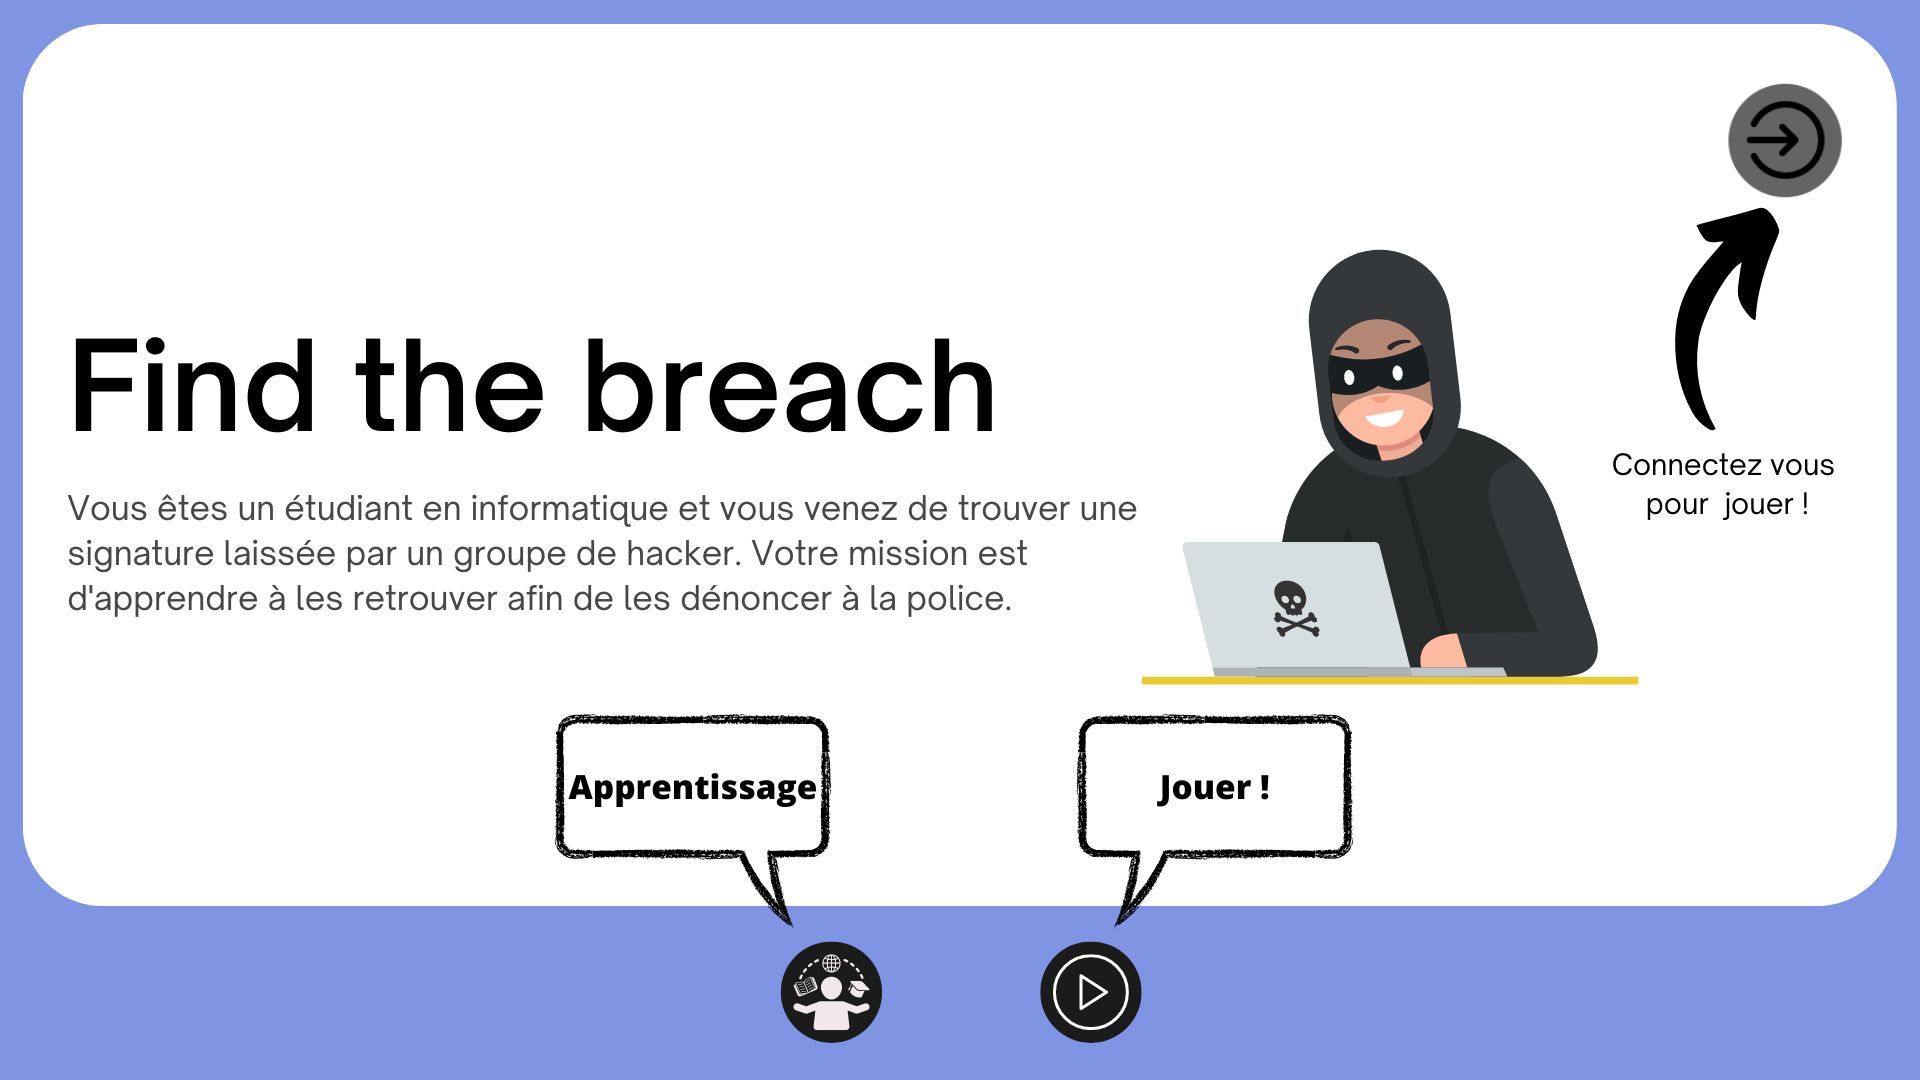 Find the breach
Vous êtes un étudiant en informatique et vous venez de trouver une
signature laissée par un groupe de hacker. Votre mission est
d'apprendre à les retrouver afin de les dénoncer à la police.
Connectez vous
pour  jouer !
Apprentissage
Jouer !